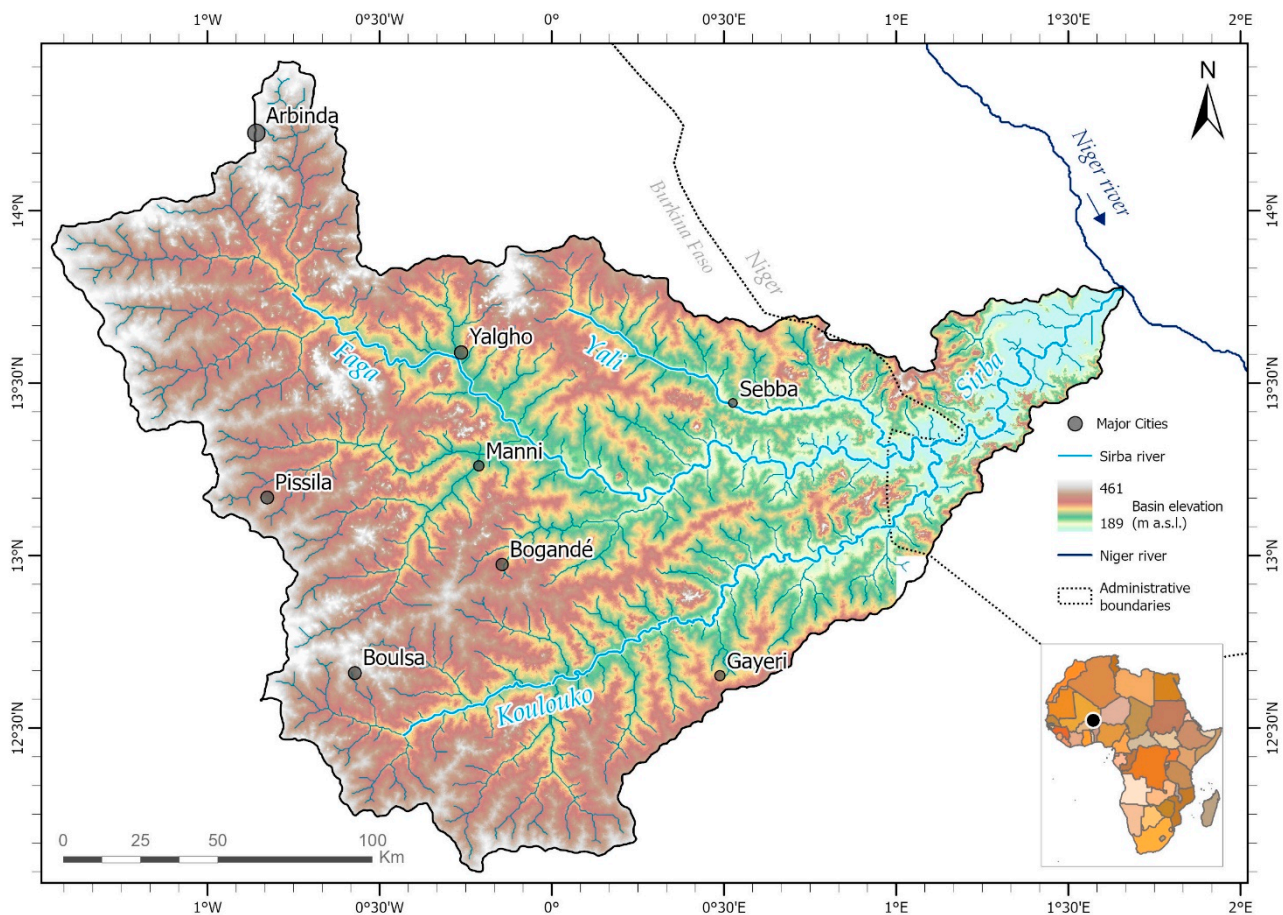 1°W 0°30'W 0° 0°30'E 1°E 1°30'E 2°E
N
Arbinda
Niger river
14°N
14°N
Burkina Faso
Niger
Yalgho
Faga
Yali
Sirba
13°30'N
13°30'N
Sebba
Major Cities
Manni
Sirba river
Pissila
461
189
Basin elevation
(m a.s.l.)
Bogandé
13°N
13°N
Niger river
Administrative
boundaries
Boulsa
Gayeri
Koulouko
12°30'N
12°30'N
0 25 50 100
Km
1°W 0°30'W 0° 0°30'E 1°E 1°30'E 2°E